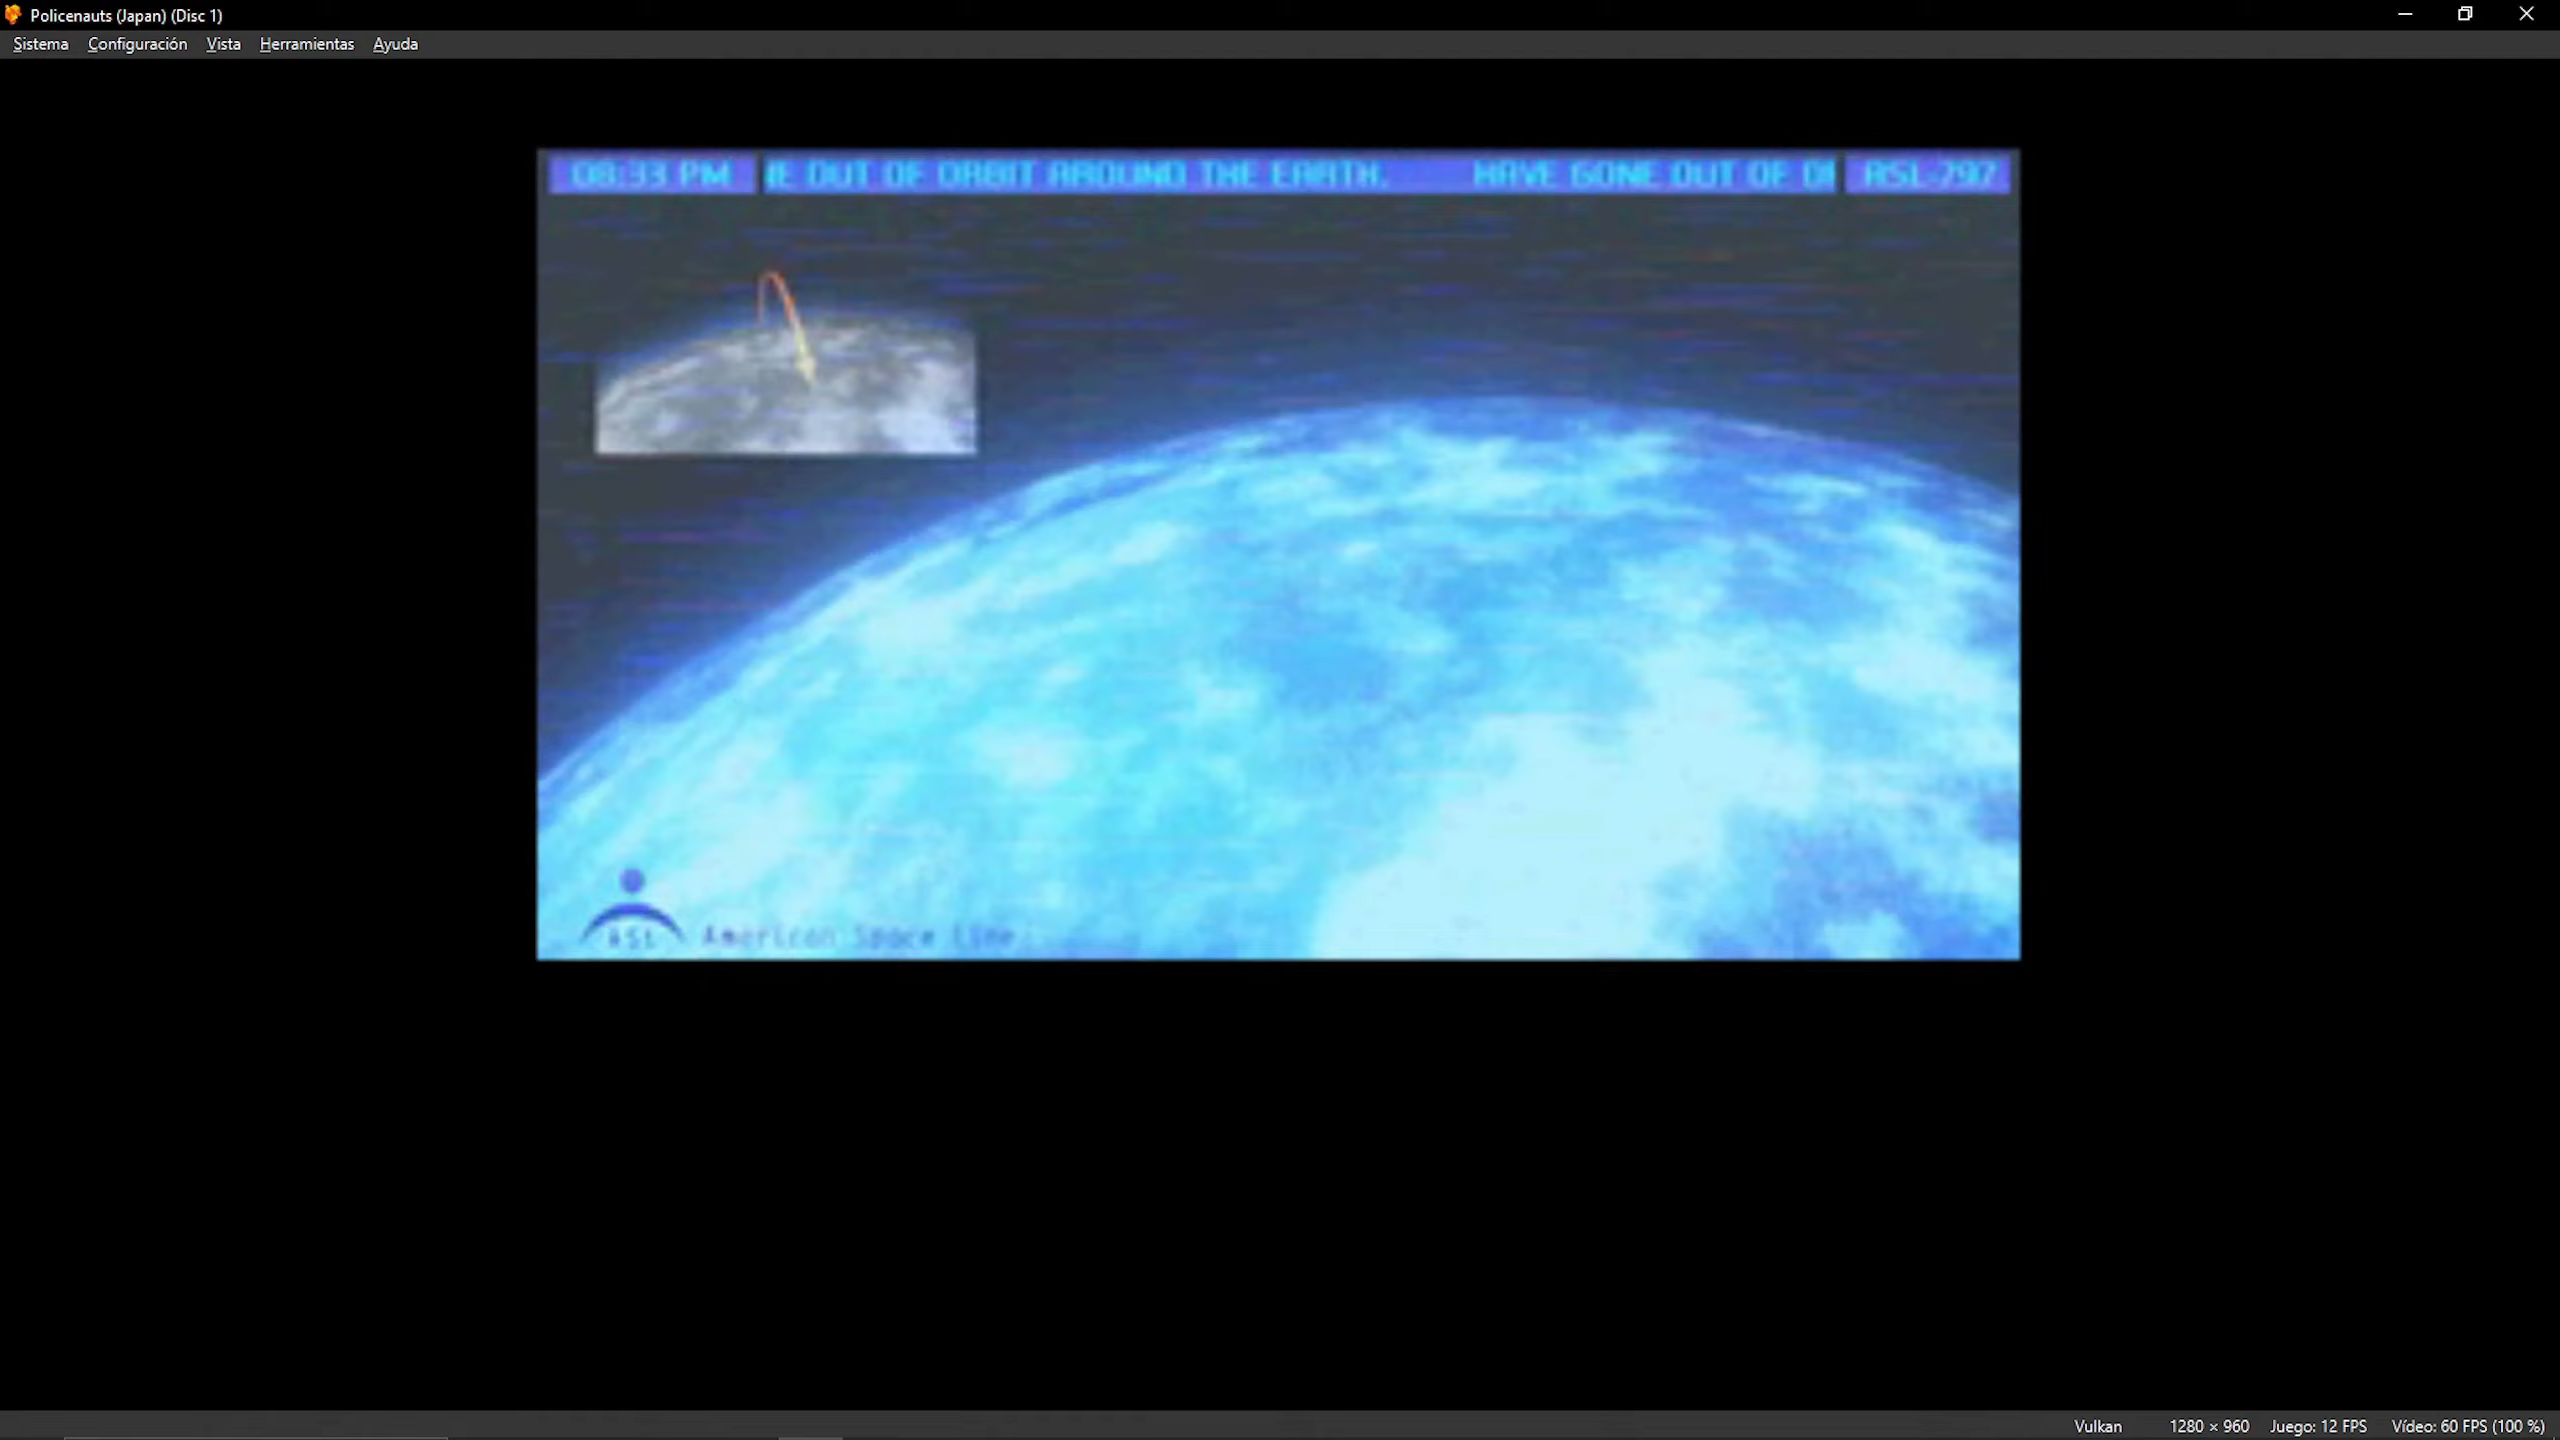 Policenauts (Japan) (Disc 1)
Sistema Configuración Vista Herramientas Ayuda
08:33 PM E OUT OF ORBIT AROUND THE EARTH. HAVE GONE OUT OF ASL-797
ASL American Space Line
Vulkan 1280 × 960 Juego: 12 FPS Vídeo: 60 FPS (100 %)